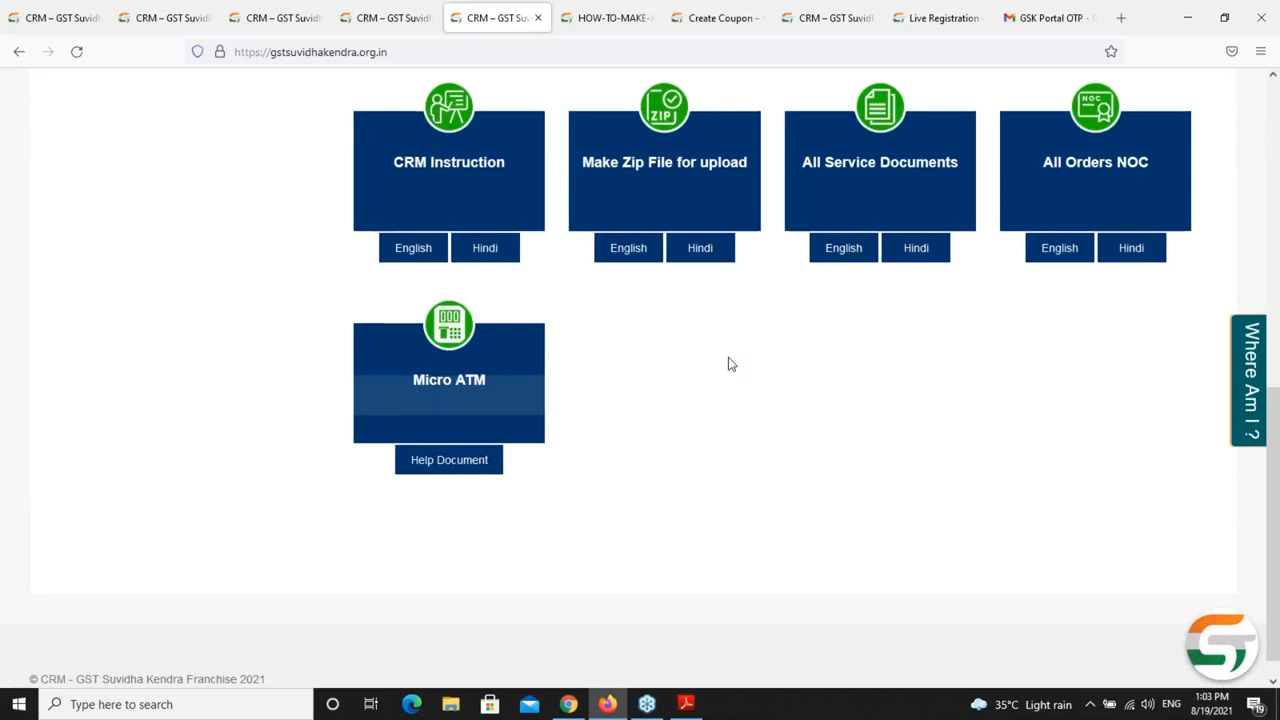 CRM – GST Suvidh
CRM – GST Suvidh
CRM – GST Suvidh
CRM – GST Suvidh
CRM – GST Suv
HOW-TO-MAKE-
Create Coupon –
CRM – GST Suvidh
Live Registration –
GSK Portal OTP -
https://gstsuvidhakendra.org.in
ZIP
NOC
CRM Instruction
Make Zip File for upload
All Service Documents
All Orders NOC
English
Hindi
English
Hindi
English
Hindi
English
Hindi
Micro ATM
Help Document
Where Am I ?
© CRM - GST Suvidha Kendra Franchise 2021
Type here to search
35°C Light rain
ENG
1:03 PM
8/19/2021
19